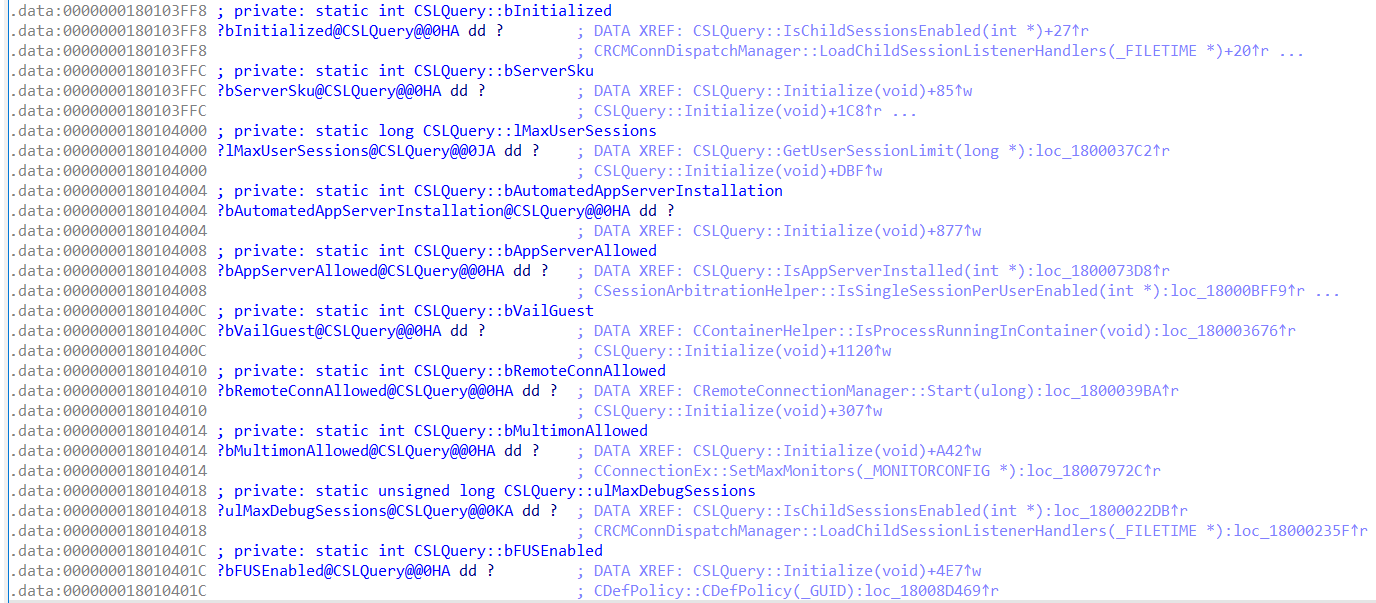 .data:0000000180103FF8 ; private: static int CSLQuery::bInitialized
.data:0000000180103FF8 ?bInitialized@CSLQuery@@0HA dd ? ; DATA XREF: CSLQuery::IsChildSessionsEnabled(int *)+27↑r
.data:0000000180103FF8 ; CRCMConnDispatchManager::LoadChildSessionListenerHandlers(_FILETIME *)+20↑r ...
.data:0000000180103FFC ; private: static int CSLQuery::bServerSku
.data:0000000180103FFC ?bServerSku@CSLQuery@@0HA dd ? ; DATA XREF: CSLQuery::Initialize(void)+85↑w
.data:0000000180103FFC ; CSLQuery::Initialize(void)+1C8↑r ...
.data:0000000180104000 ; private: static long CSLQuery::lMaxUserSessions
.data:0000000180104000 ?lMaxUserSessions@CSLQuery@@0JA dd ? ; DATA XREF: CSLQuery::GetUserSessionLimit(long *):loc_1800037C2↑r
.data:0000000180104000 ; CSLQuery::Initialize(void)+DBF↑w
.data:0000000180104004 ; private: static int CSLQuery::bAutomatedAppServerInstallation
.data:0000000180104004 ?bAutomatedAppServerInstallation@CSLQuery@@0HA dd ?
.data:0000000180104004 ; DATA XREF: CSLQuery::Initialize(void)+877↑w
.data:0000000180104008 ; private: static int CSLQuery::bAppServerAllowed
.data:0000000180104008 ?bAppServerAllowed@CSLQuery@@0HA dd ? ; DATA XREF: CSLQuery::IsAppServerInstalled(int *):loc_1800073D8↑r
.data:0000000180104008 ; CSessionArbitrationHelper::IsSingleSessionPerUserEnabled(int *):loc_18000BFF9↑r ...
.data:000000018010400C ; private: static int CSLQuery::bVailGuest
.data:000000018010400C ?bVailGuest@CSLQuery@@0HA dd ? ; DATA XREF: CContainerHelper::IsProcessRunningInContainer(void):loc_180003676↑r
.data:000000018010400C ; CSLQuery::Initialize(void)+1120↑w
.data:0000000180104010 ; private: static int CSLQuery::bRemoteConnAllowed
.data:0000000180104010 ?bRemoteConnAllowed@CSLQuery@@0HA dd ? ; DATA XREF: CRemoteConnectionManager::Start(ulong):loc_1800039BA↑r
.data:0000000180104010 ; CSLQuery::Initialize(void)+307↑w
.data:0000000180104014 ; private: static int CSLQuery::bMultimonAllowed
.data:0000000180104014 ?bMultimonAllowed@CSLQuery@@0HA dd ? ; DATA XREF: CSLQuery::Initialize(void)+A42↑w
.data:0000000180104014 ; CConnectionEx::SetMaxMonitors(_MONITORCONFIG *):loc_18007972C↑r
.data:0000000180104018 ; private: static unsigned long CSLQuery::ulMaxDebugSessions
.data:0000000180104018 ?ulMaxDebugSessions@CSLQuery@@0KA dd ? ; DATA XREF: CSLQuery::IsChildSessionsEnabled(int *):loc_1800022DB↑r
.data:0000000180104018 ; CRCMConnDispatchManager::LoadChildSessionListenerHandlers(_FILETIME *):loc_18000235F↑r
.data:000000018010401C ; private: static int CSLQuery::bFUSEnabled
.data:000000018010401C ?bFUSEnabled@CSLQuery@@0HA dd ? ; DATA XREF: CSLQuery::Initialize(void)+4E7↑w
.data:000000018010401C ; CDefPolicy::CDefPolicy(_GUID):loc_18008D469↑r